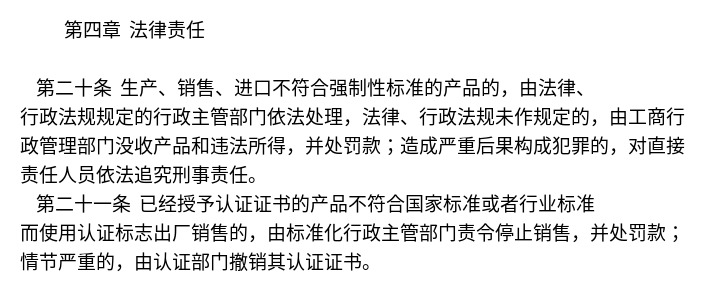 第四章 法律责任
第二十条 生产、销售、进口不符合强制性标准的产品的，由法律、
行政法规规定的行政主管部门依法处理，法律、行政法规未作规定的，由工商行
政管理部门没收产品和违法所得，并处罚款；造成严重后果构成犯罪的，对直接
责任人员依法追究刑事责任。
第二十一条 已经授予认证证书的产品不符合国家标准或者行业标准
而使用认证标志出厂销售的，由标准化行政主管部门责令停止销售，并处罚款；
情节严重的，由认证部门撤销其认证证书。